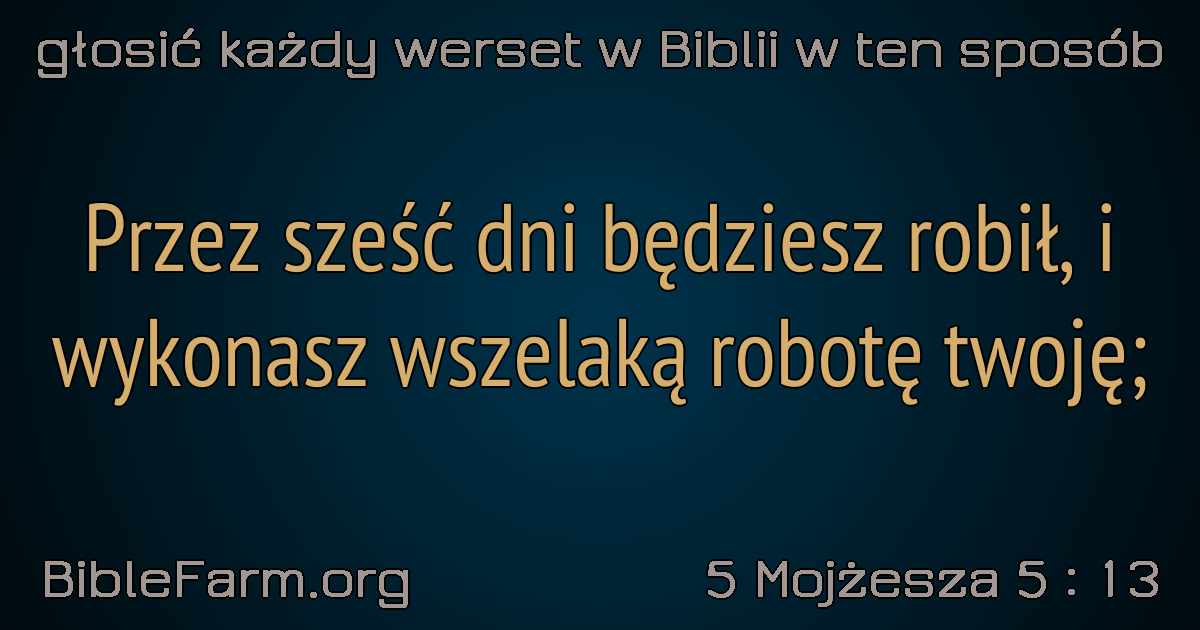 głosić każdy werset w Biblii w ten sposób
Przez sześć dni będziesz robił, i
wykonasz wszelaką robotę twoję;
BibleFarm.org
5 Mojżesza 5 : 13